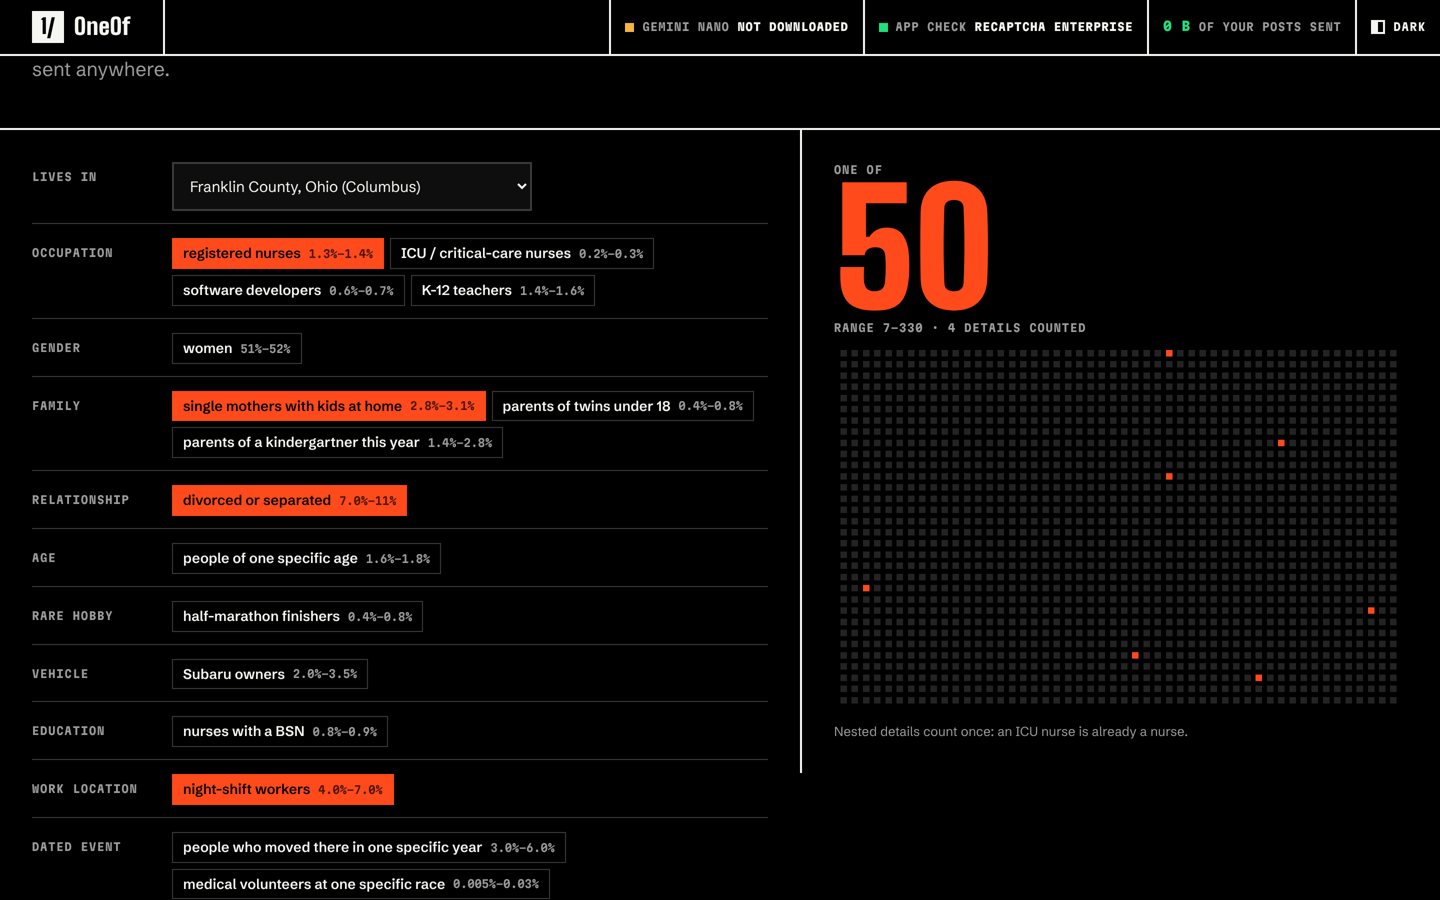 1/ OneOf
GEMINI NANO NOT DOWNLOADED
APP CHECK RECAPTCHA ENTERPRISE
0 B OF YOUR POSTS SENT
DARK
sent anywhere.
LIVES IN
Franklin County, Ohio (Columbus)
OCCUPATION
registered nurses 1.3%–1.4%
ICU / critical-care nurses 0.2%–0.3%
software developers 0.6%–0.7%
K-12 teachers 1.4%–1.6%
GENDER
women 51%–52%
FAMILY
single mothers with kids at home 2.8%–3.1%
parents of twins under 18 0.4%–0.8%
parents of a kindergartner this year 1.4%–2.8%
RELATIONSHIP
divorced or separated 7.0%–11%
AGE
people of one specific age 1.6%–1.8%
RARE HOBBY
half-marathon finishers 0.4%–0.8%
VEHICLE
Subaru owners 2.0%–3.5%
EDUCATION
nurses with a BSN 0.8%–0.9%
WORK LOCATION
night-shift workers 4.0%–7.0%
DATED EVENT
people who moved there in one specific year 3.0%–6.0%
medical volunteers at one specific race 0.005%–0.03%
ONE OF
50
RANGE 7–330 · 4 DETAILS COUNTED
Nested details count once: an ICU nurse is already a nurse.